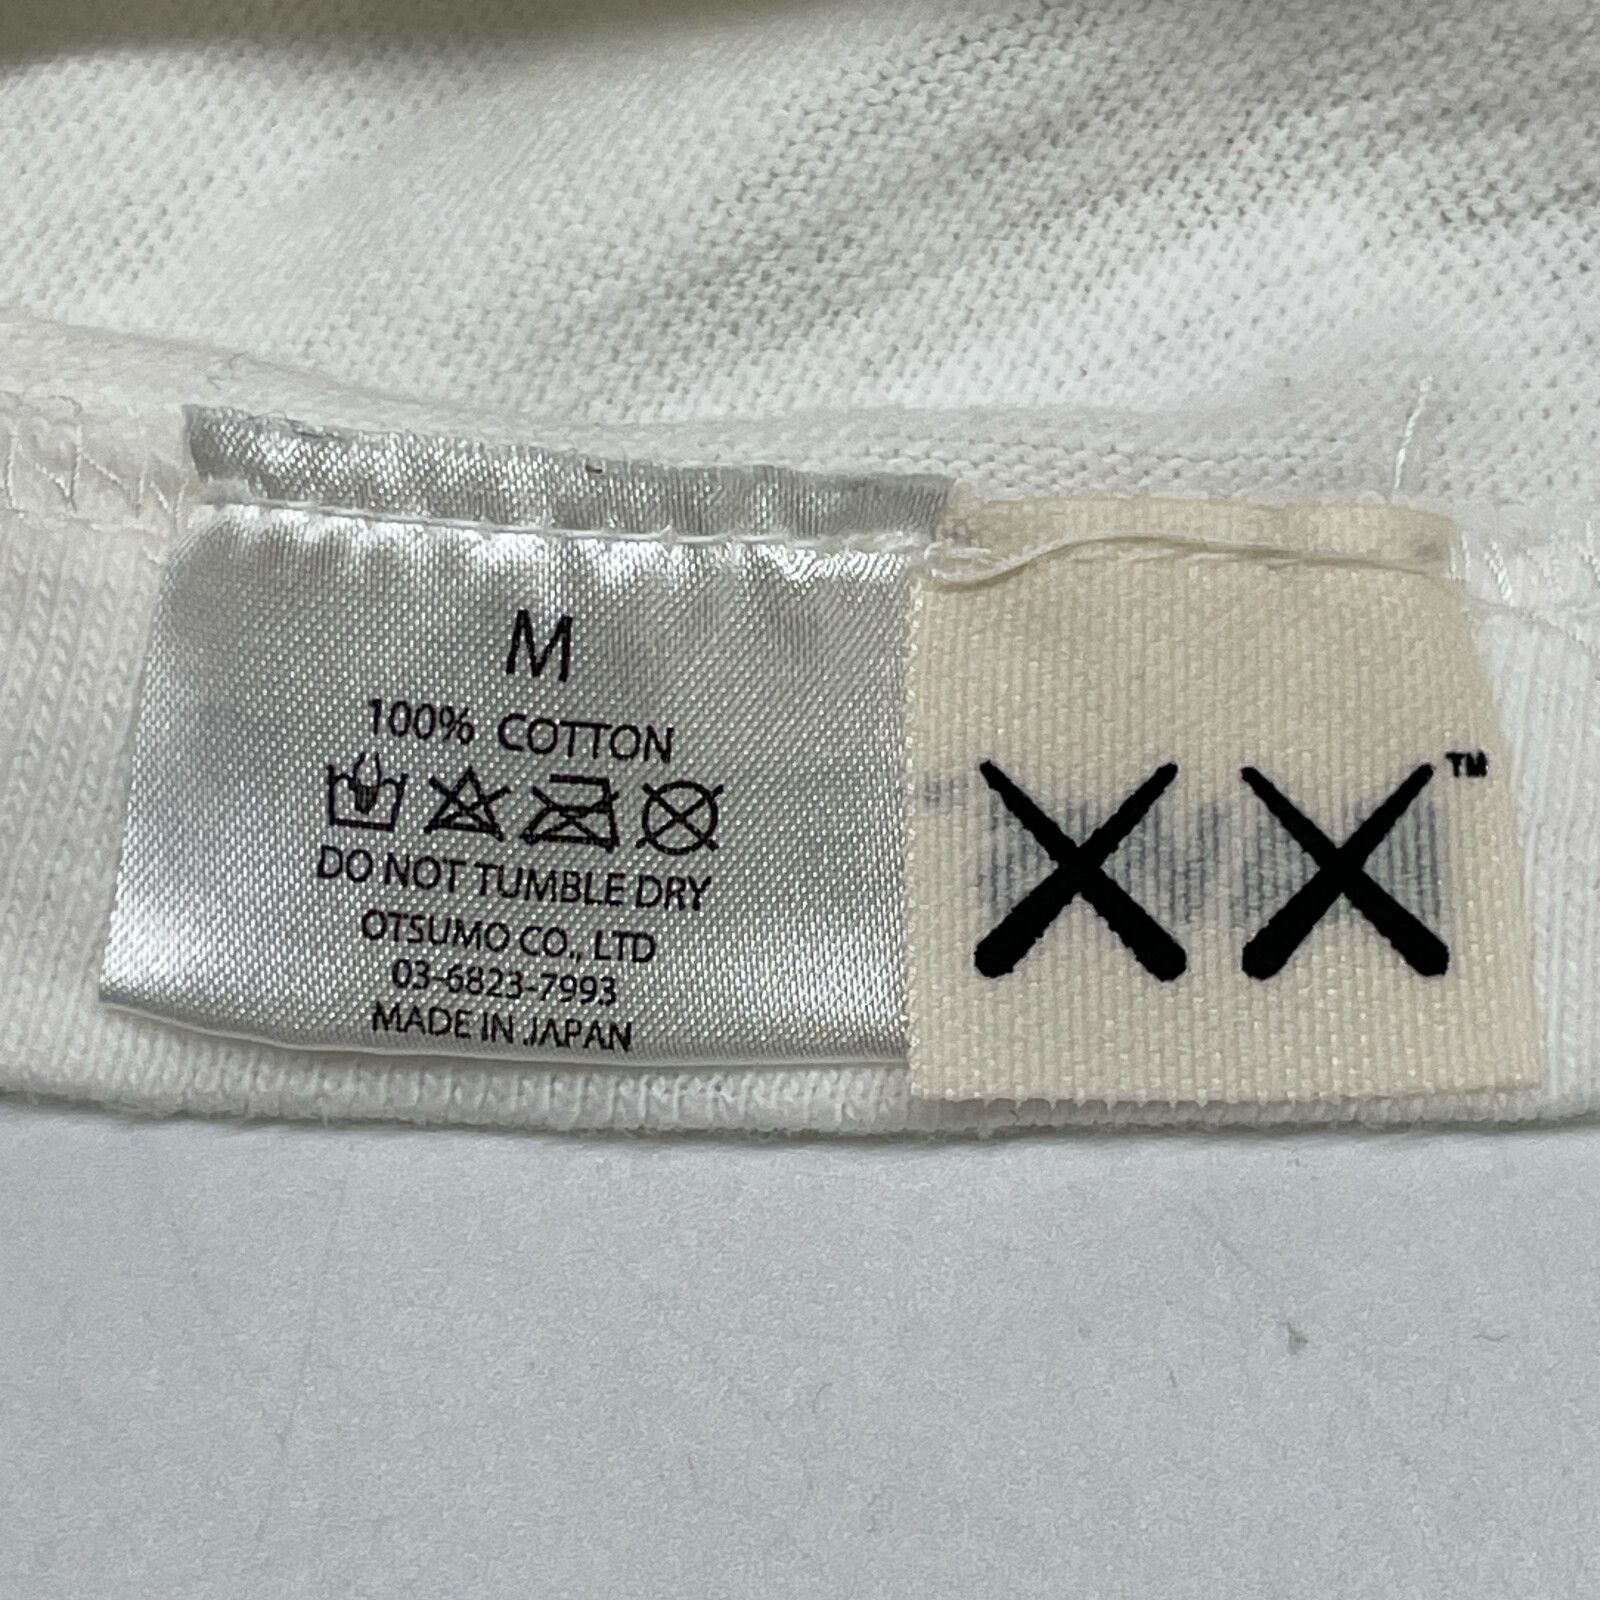 M
100% COTTON
DO NOT TUMBLE DRY
OTSUMO CO., LTD
03-6823-7993
MADE IN JAPAN
XX™